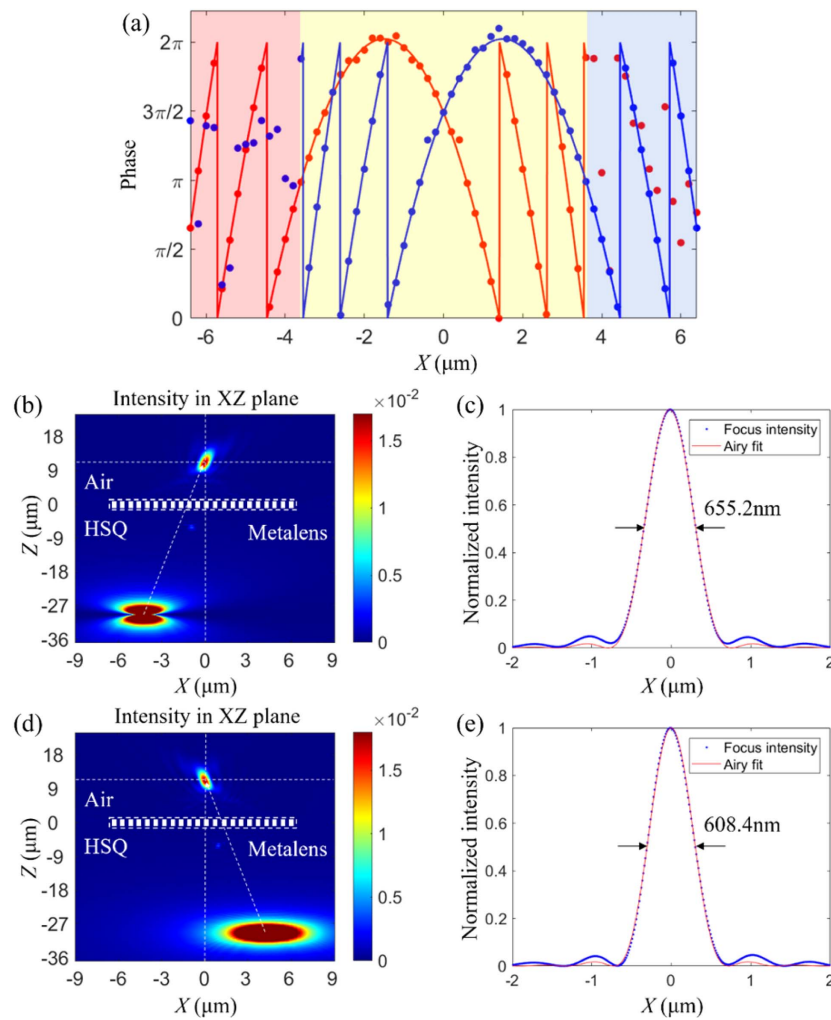 (a)
2π
3π/2
π
π/2
0
Phase
-6 -4 -2 0 2 4 6
X (μm)
(b)
Intensity in XZ plane
×10⁻²
18
9
0
-9
-18
-27
-36
Z (μm)
Air
HSQ
Metalens
1.5
1
0.5
0
-9 -6 -3 0 3 6 9
X (μm)
(c)
1
0.8
0.6
0.4
0.2
0
Normalized intensity
Focus intensity
Airy fit
655.2nm
-2 -1 0 1 2
X (μm)
(d)
Intensity in XZ plane
×10⁻²
18
9
0
-9
-18
-27
-36
Z (μm)
Air
HSQ
Metalens
1.5
1
0.5
0
-9 -6 -3 0 3 6 9
X (μm)
(e)
1
0.8
0.6
0.4
0.2
0
Normalized intensity
Focus intensity
Airy fit
608.4nm
-2 -1 0 1 2
X (μm)